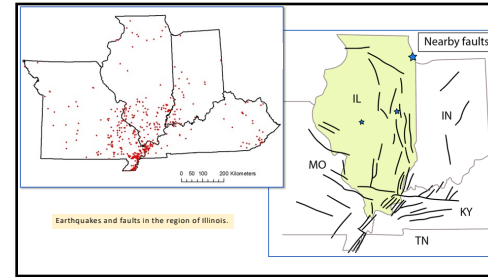 0 50 100 200 Kilometers
Earthquakes and faults in the region of Illinois.
Nearby faults
IL
IN
MO
KY
TN